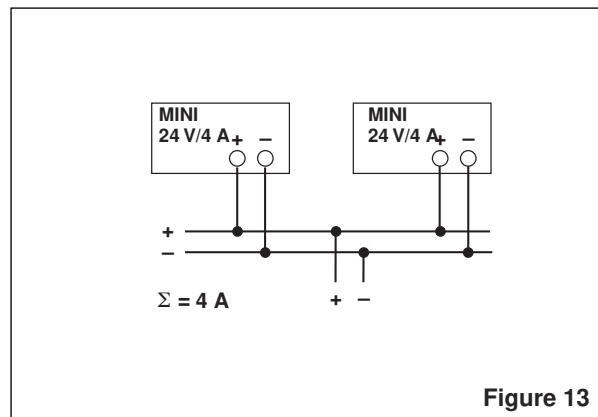 MINI
24 V/4 A + –
MINI
24 V/4 A + –
+
–
Σ = 4 A
+ –
Figure 13